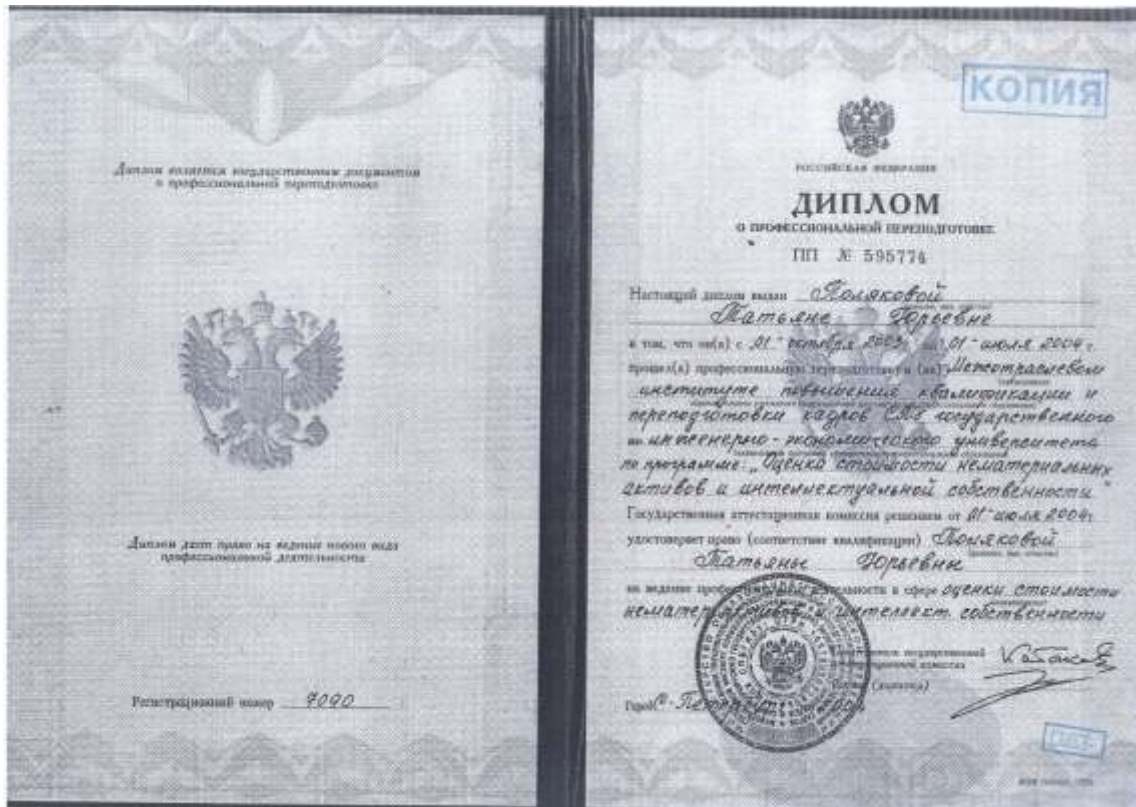 Диплом является государственным документом
о профессиональной переподготовке
Диплом дает право на ведение нового вида
профессиональной деятельности
Регистрационный номер 7090
КОПИЯ
РОССИЙСКАЯ ФЕДЕРАЦИЯ
ДИПЛОМ
О ПРОФЕССИОНАЛЬНОЙ ПЕРЕПОДГОТОВКЕ
ПП № 595774
Настоящий диплом выдан Поляковой
Татьяне Юрьевне
в том, что он(а) с 01 октября 2003 01 июля 2004 г.
прошел(а) профессиональную переподготовку в (на) Межотраслевом
институте повышения квалификации и
переподготовки кадров СПб государственного
инженерно-экономического университета
по программе: „Оценка стоимости нематериальных
активов и интеллектуальной собственности"
Государственная аттестационная комиссия решением от 01 июля 2004 г.
удостоверяет право (соответствие квалификации) Поляковой
Татьяны Юрьевны
на ведение профессиональной деятельности в сфере оценки стоимости
нематер. активов и интеллект. собственности
государственной
комиссии
Город С.-Петербург